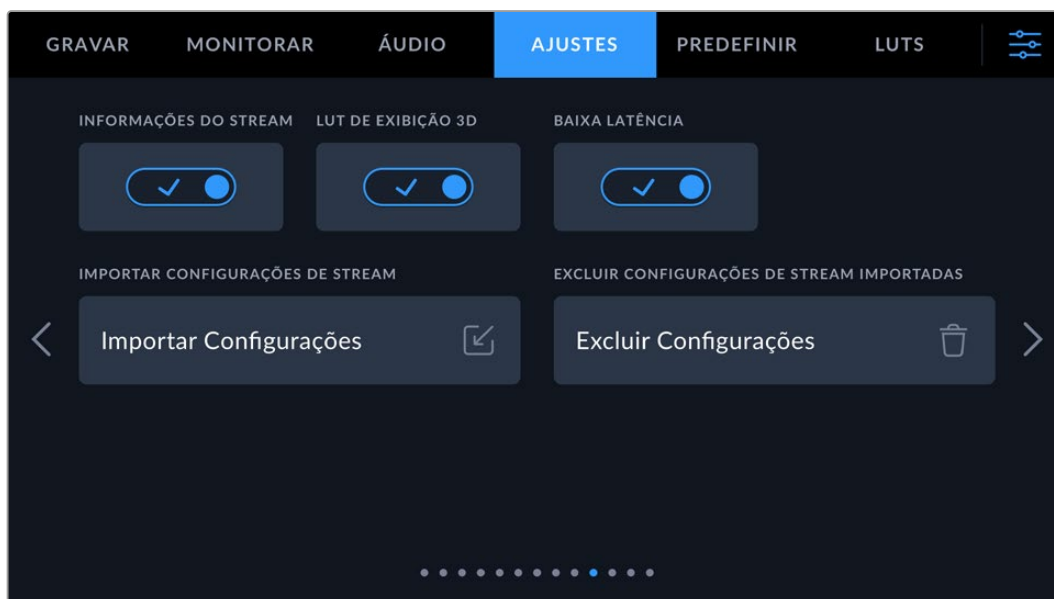 GRAVAR MONITORAR ÁUDIO AJUSTES PREDEFINIR LUTS
INFORMAÇÕES DO STREAM LUT DE EXIBIÇÃO 3D BAIXA LATÊNCIA
IMPORTAR CONFIGURAÇÕES DE STREAM EXCLUIR CONFIGURAÇÕES DE STREAM IMPORTADAS
Importar Configurações Excluir Configurações